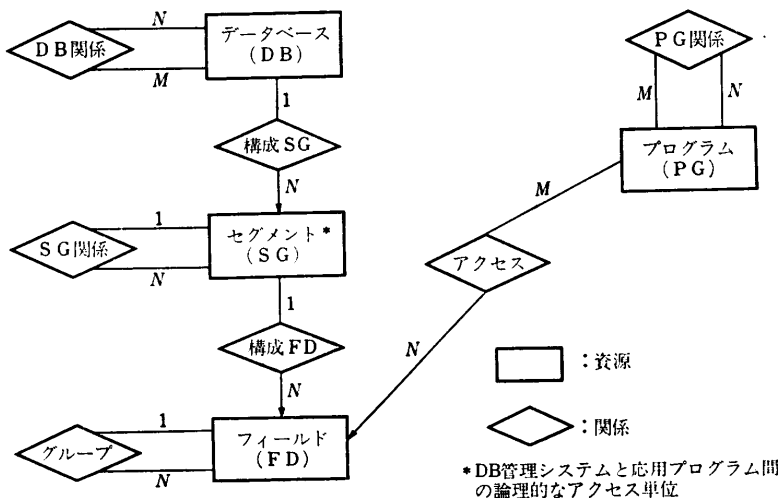 N
DB関係
M
データベース
(DB)
1
構成SG
N
1
SG関係
N
セグメント*
(SG)
1
構成FD
N
1
グループ
N
フィールド
(FD)
PG関係
M
N
プログラム
(PG)
M
アクセス
N
:資源
:関係
*DB管理システムと応用プログラム間
の論理的なアクセス単位